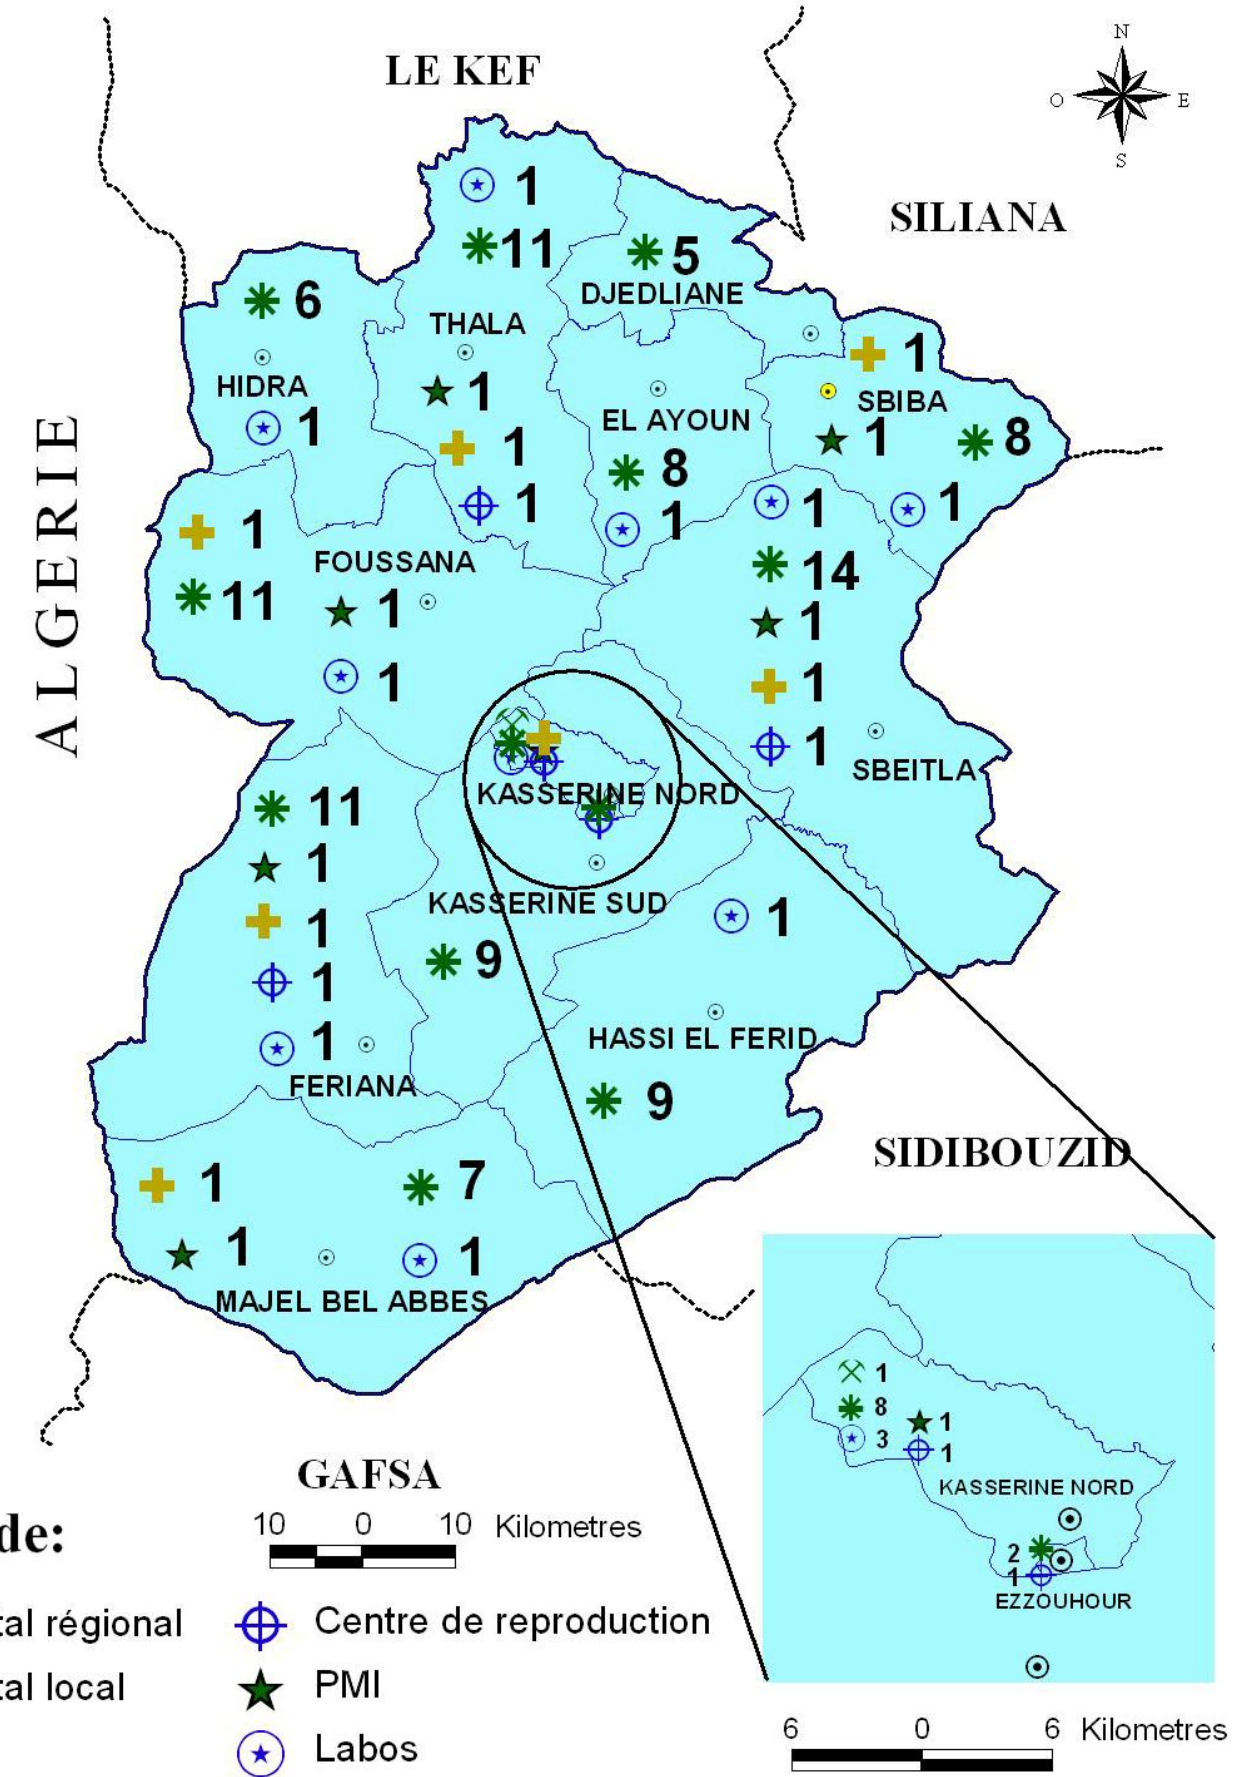 N
O E
S
LE KEF
SILIANA
ALGERIE
1
11
5
DJEDLIANE
6
THALA
1
HIDRA
1
1
SBIBA
EL AYOUN
1
8
1
1
8
1
1
1
1
1
FOUSSANA
14
11
1
1
1
1
1
SBEITLA
KASSERINE NORD
11
1
KASSERINE SUD
1
1
9
1
HASSI EL FERID
1
FERIANA
9
SIDIBOUZID
1
7
1
1
MAJEL BEL ABBES
1
8
1
3
1
KASSERINE NORD
2
1
EZZOUHOUR
GAFSA
10 0 10 Kilometres
de:
tal régional
Centre de reproduction
tal local
PMI
Labos
6 0 6 Kilometres